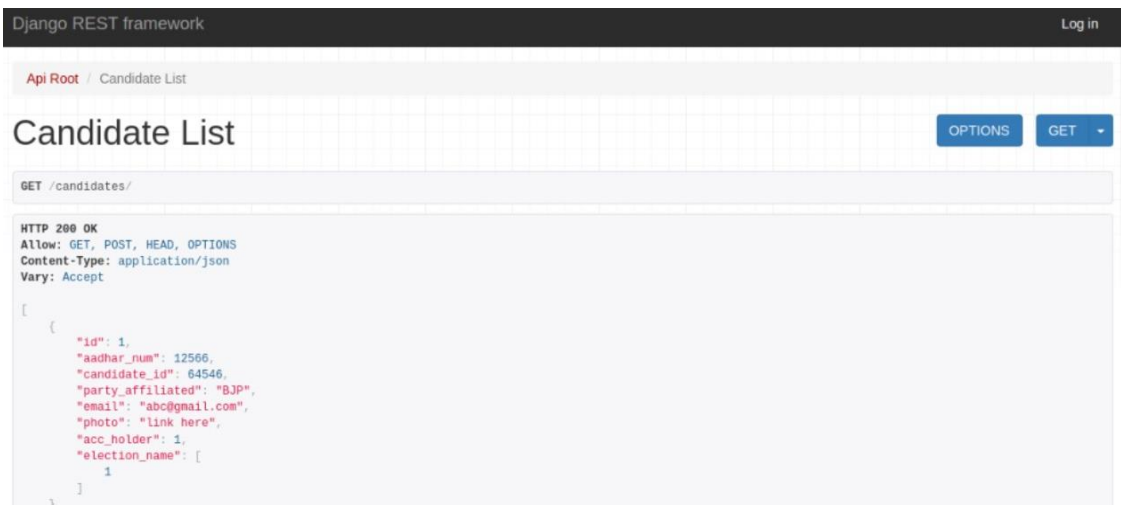 Django REST framework Log in
Api Root / Candidate List
Candidate List OPTIONS GET
GET /candidates/
HTTP 200 OK
Allow: GET, POST, HEAD, OPTIONS
Content-Type: application/json
Vary: Accept
[
    {
        "id": 1,
        "aadhar_num": 12566,
        "candidate_id": 64546,
        "party_affiliated": "BJP",
        "email": "abc@gmail.com",
        "photo": "link here",
        "acc_holder": 1,
        "election_name": [
            1
        ]
    }